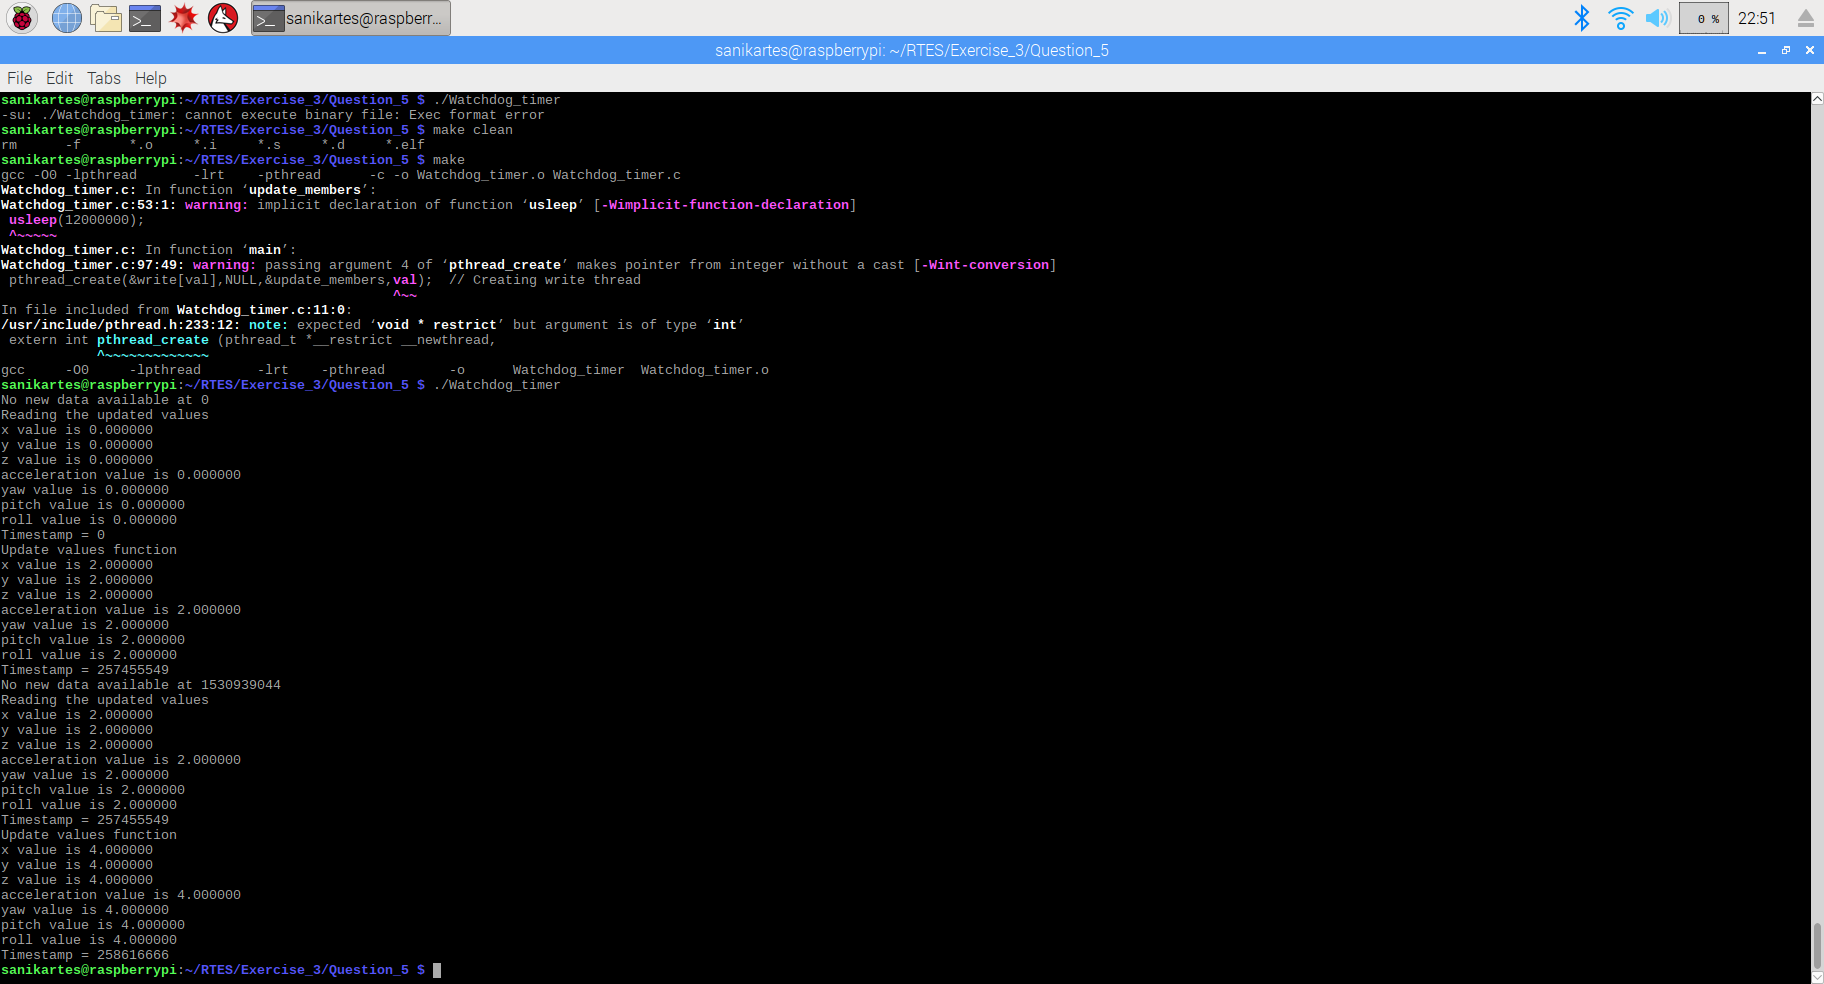 sanikartes@raspberr...
0 %
22:51
sanikartes@raspberrypi: ~/RTES/Exercise_3/Question_5
File Edit Tabs Help
sanikartes@raspberrypi:~/RTES/Exercise_3/Question_5 $ ./Watchdog_timer
-su: ./Watchdog_timer: cannot execute binary file: Exec format error
sanikartes@raspberrypi:~/RTES/Exercise_3/Question_5 $ make clean
rm      -f       *.o     *.i     *.s     *.d     *.elf
sanikartes@raspberrypi:~/RTES/Exercise_3/Question_5 $ make
gcc -O0 -lpthread       -lrt    -pthread      -c -o Watchdog_timer.o Watchdog_timer.c
Watchdog_timer.c: In function ‘update_members’:
Watchdog_timer.c:53:1: warning: implicit declaration of function ‘usleep’ [-Wimplicit-function-declaration]
 usleep(12000000);
 ^~~~~~
Watchdog_timer.c: In function ‘main’:
Watchdog_timer.c:97:49: warning: passing argument 4 of ‘pthread_create’ makes pointer from integer without a cast [-Wint-conversion]
 pthread_create(&write[val],NULL,&update_members,val);  // Creating write thread
                                                 ^~~
In file included from Watchdog_timer.c:11:0:
/usr/include/pthread.h:233:12: note: expected ‘void * restrict’ but argument is of type ‘int’
 extern int pthread_create (pthread_t *__restrict __newthread,
            ^~~~~~~~~~~~~~
gcc     -O0     -lpthread       -lrt    -pthread        -o      Watchdog_timer  Watchdog_timer.o
sanikartes@raspberrypi:~/RTES/Exercise_3/Question_5 $ ./Watchdog_timer
No new data available at 0
Reading the updated values
x value is 0.000000
y value is 0.000000
z value is 0.000000
acceleration value is 0.000000
yaw value is 0.000000
pitch value is 0.000000
roll value is 0.000000
Timestamp = 0
Update values function
x value is 2.000000
y value is 2.000000
z value is 2.000000
acceleration value is 2.000000
yaw value is 2.000000
pitch value is 2.000000
roll value is 2.000000
Timestamp = 257455549
No new data available at 1530939044
Reading the updated values
x value is 2.000000
y value is 2.000000
z value is 2.000000
acceleration value is 2.000000
yaw value is 2.000000
pitch value is 2.000000
roll value is 2.000000
Timestamp = 257455549
Update values function
x value is 4.000000
y value is 4.000000
z value is 4.000000
acceleration value is 4.000000
yaw value is 4.000000
pitch value is 4.000000
roll value is 4.000000
Timestamp = 258616666
sanikartes@raspberrypi:~/RTES/Exercise_3/Question_5 $